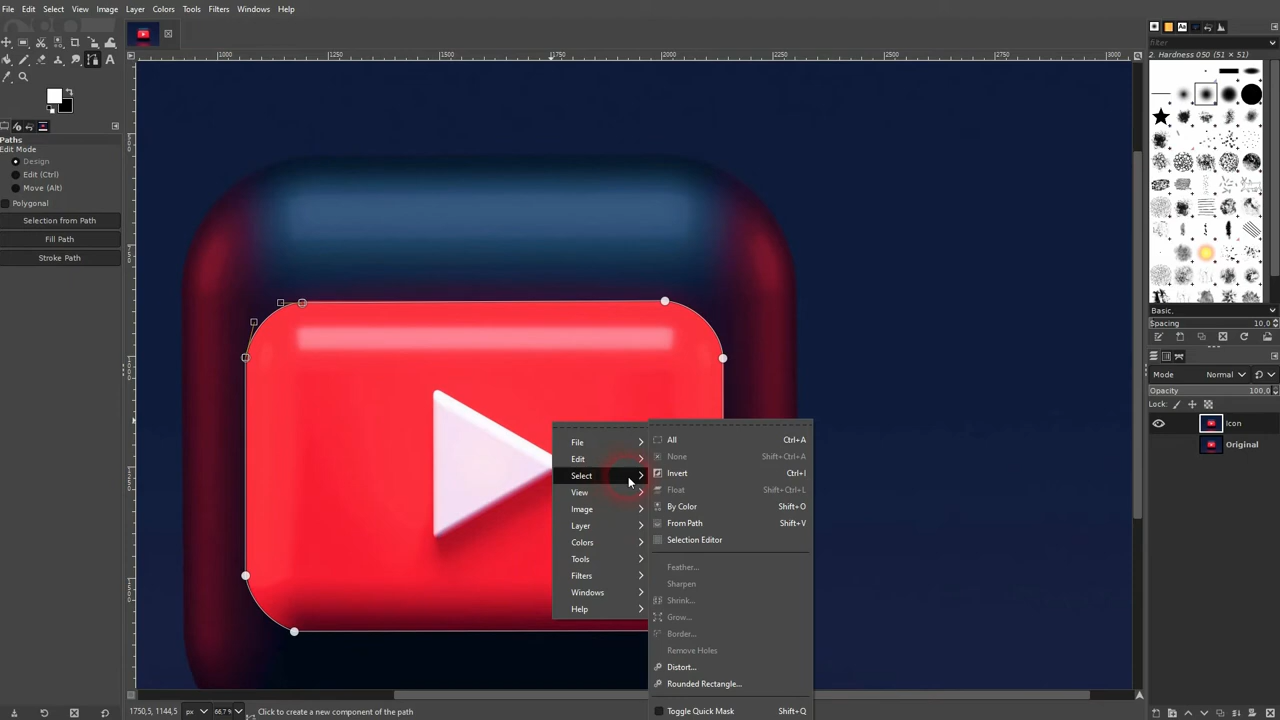 File Edit Select View Image Layer Colors Tools Filters Windows Help
1000 1250 1500 1750 2000 2250 2500 2750 3000
Paths
Edit Mode
Design
Edit (Ctrl)
Move (Alt)
Polygonal
Selection from Path
Fill Path
Stroke Path
File
Edit
Select
View
Image
Layer
Colors
Tools
Filters
Windows
Help
All Ctrl+A
None Shift+Ctrl+A
Invert Ctrl+I
Float Shift+Ctrl+L
By Color Shift+O
From Path Shift+V
Selection Editor
Feather...
Sharpen
Shrink...
Grow...
Border...
Remove Holes
Distort...
Rounded Rectangle...
Toggle Quick Mask Shift+Q
filter
2. Hardness 050 (51 × 51)
Basic,
Spacing 10,0
Mode Normal
Opacity 100,0
Lock:
Icon
Original
1750,5, 1144,5 px 66,7 % Click to create a new component of the path